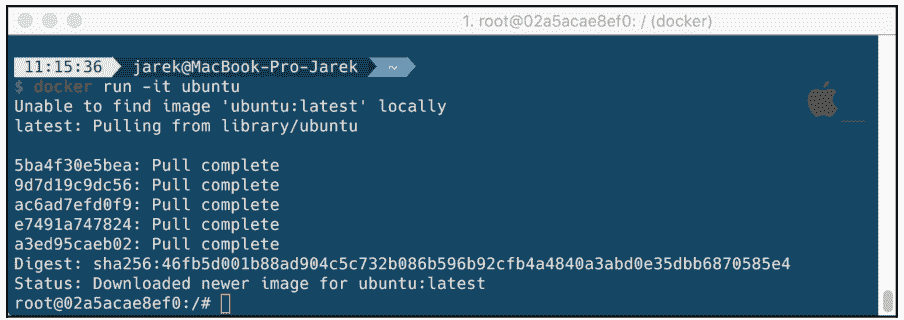 1. root@02a5acae8ef0: / (docker)
11:15:36 jarek@MacBook-Pro-Jarek ~
$ docker run -it ubuntu
Unable to find image 'ubuntu:latest' locally
latest: Pulling from library/ubuntu
5ba4f30e5bea: Pull complete
9d7d19c9dc56: Pull complete
ac6ad7efd0f9: Pull complete
e7491a747824: Pull complete
a3ed95caeb02: Pull complete
Digest: sha256:46fb5d001b88ad904c5c732b086b596b92cfb4a4840a3abd0e35dbb6870585e4
Status: Downloaded newer image for ubuntu:latest
root@02a5acae8ef0:/#